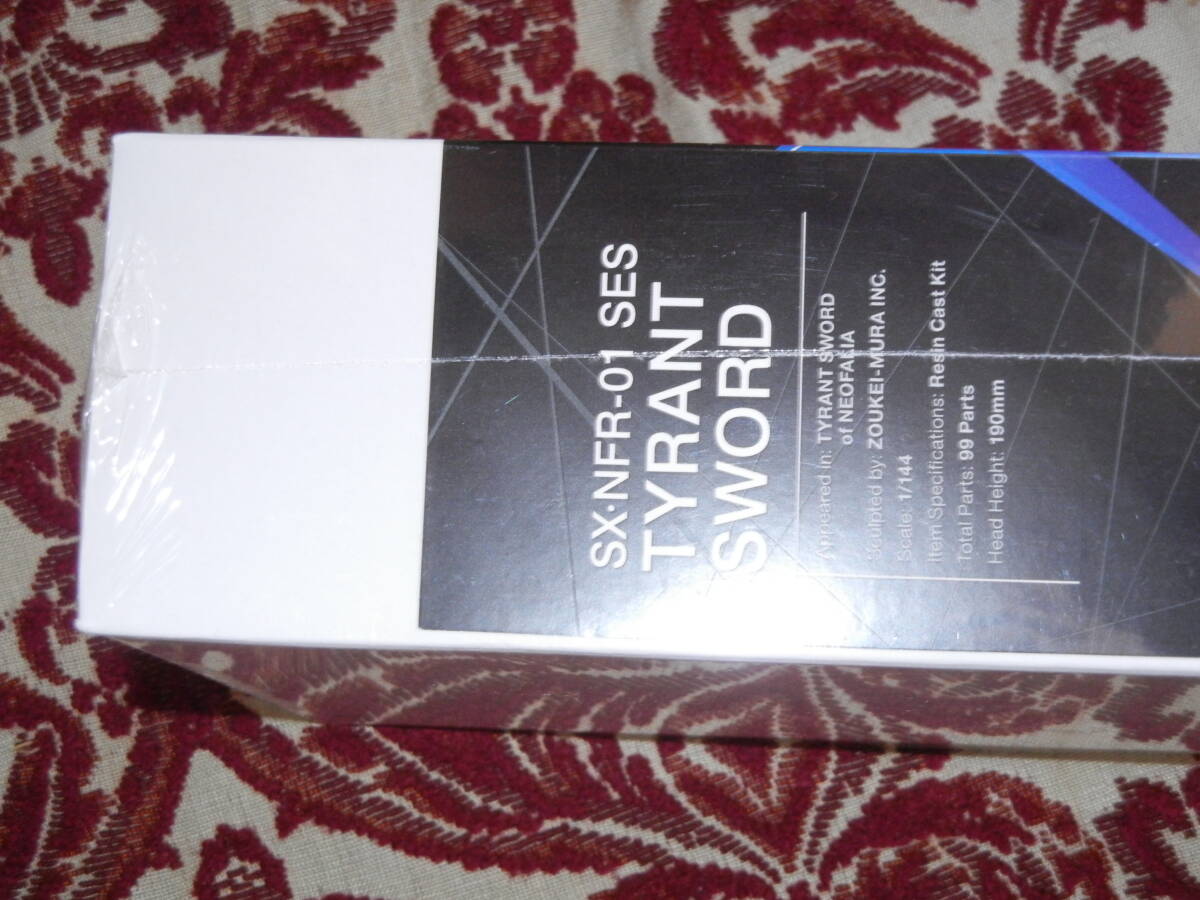 SX·NFR-01 SES
TYRANT
SWORD
Appeared in: TYRANT SWORD
of NEOFALIA
Sculpted by: ZOUKEI-MURA INC.
Scale: 1/144
Item Specifications: Resin Cast Kit
Total Parts: 99 Parts
Head Height: 190mm